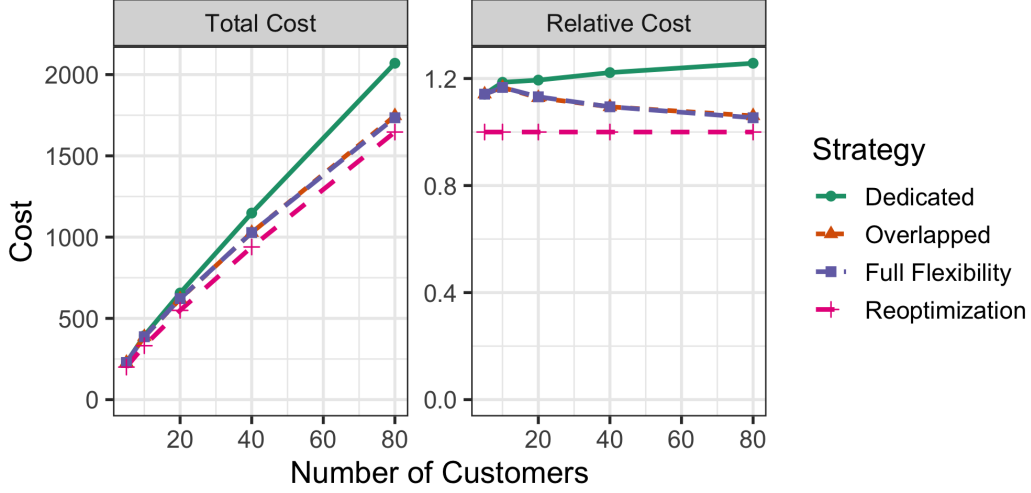 Total Cost
Relative Cost
Cost
2000
1500
1000
500
0
1.2
0.8
0.4
0.0
20 40 60 80
20 40 60 80
Number of Customers
Strategy
Dedicated
Overlapped
Full Flexibility
Reoptimization